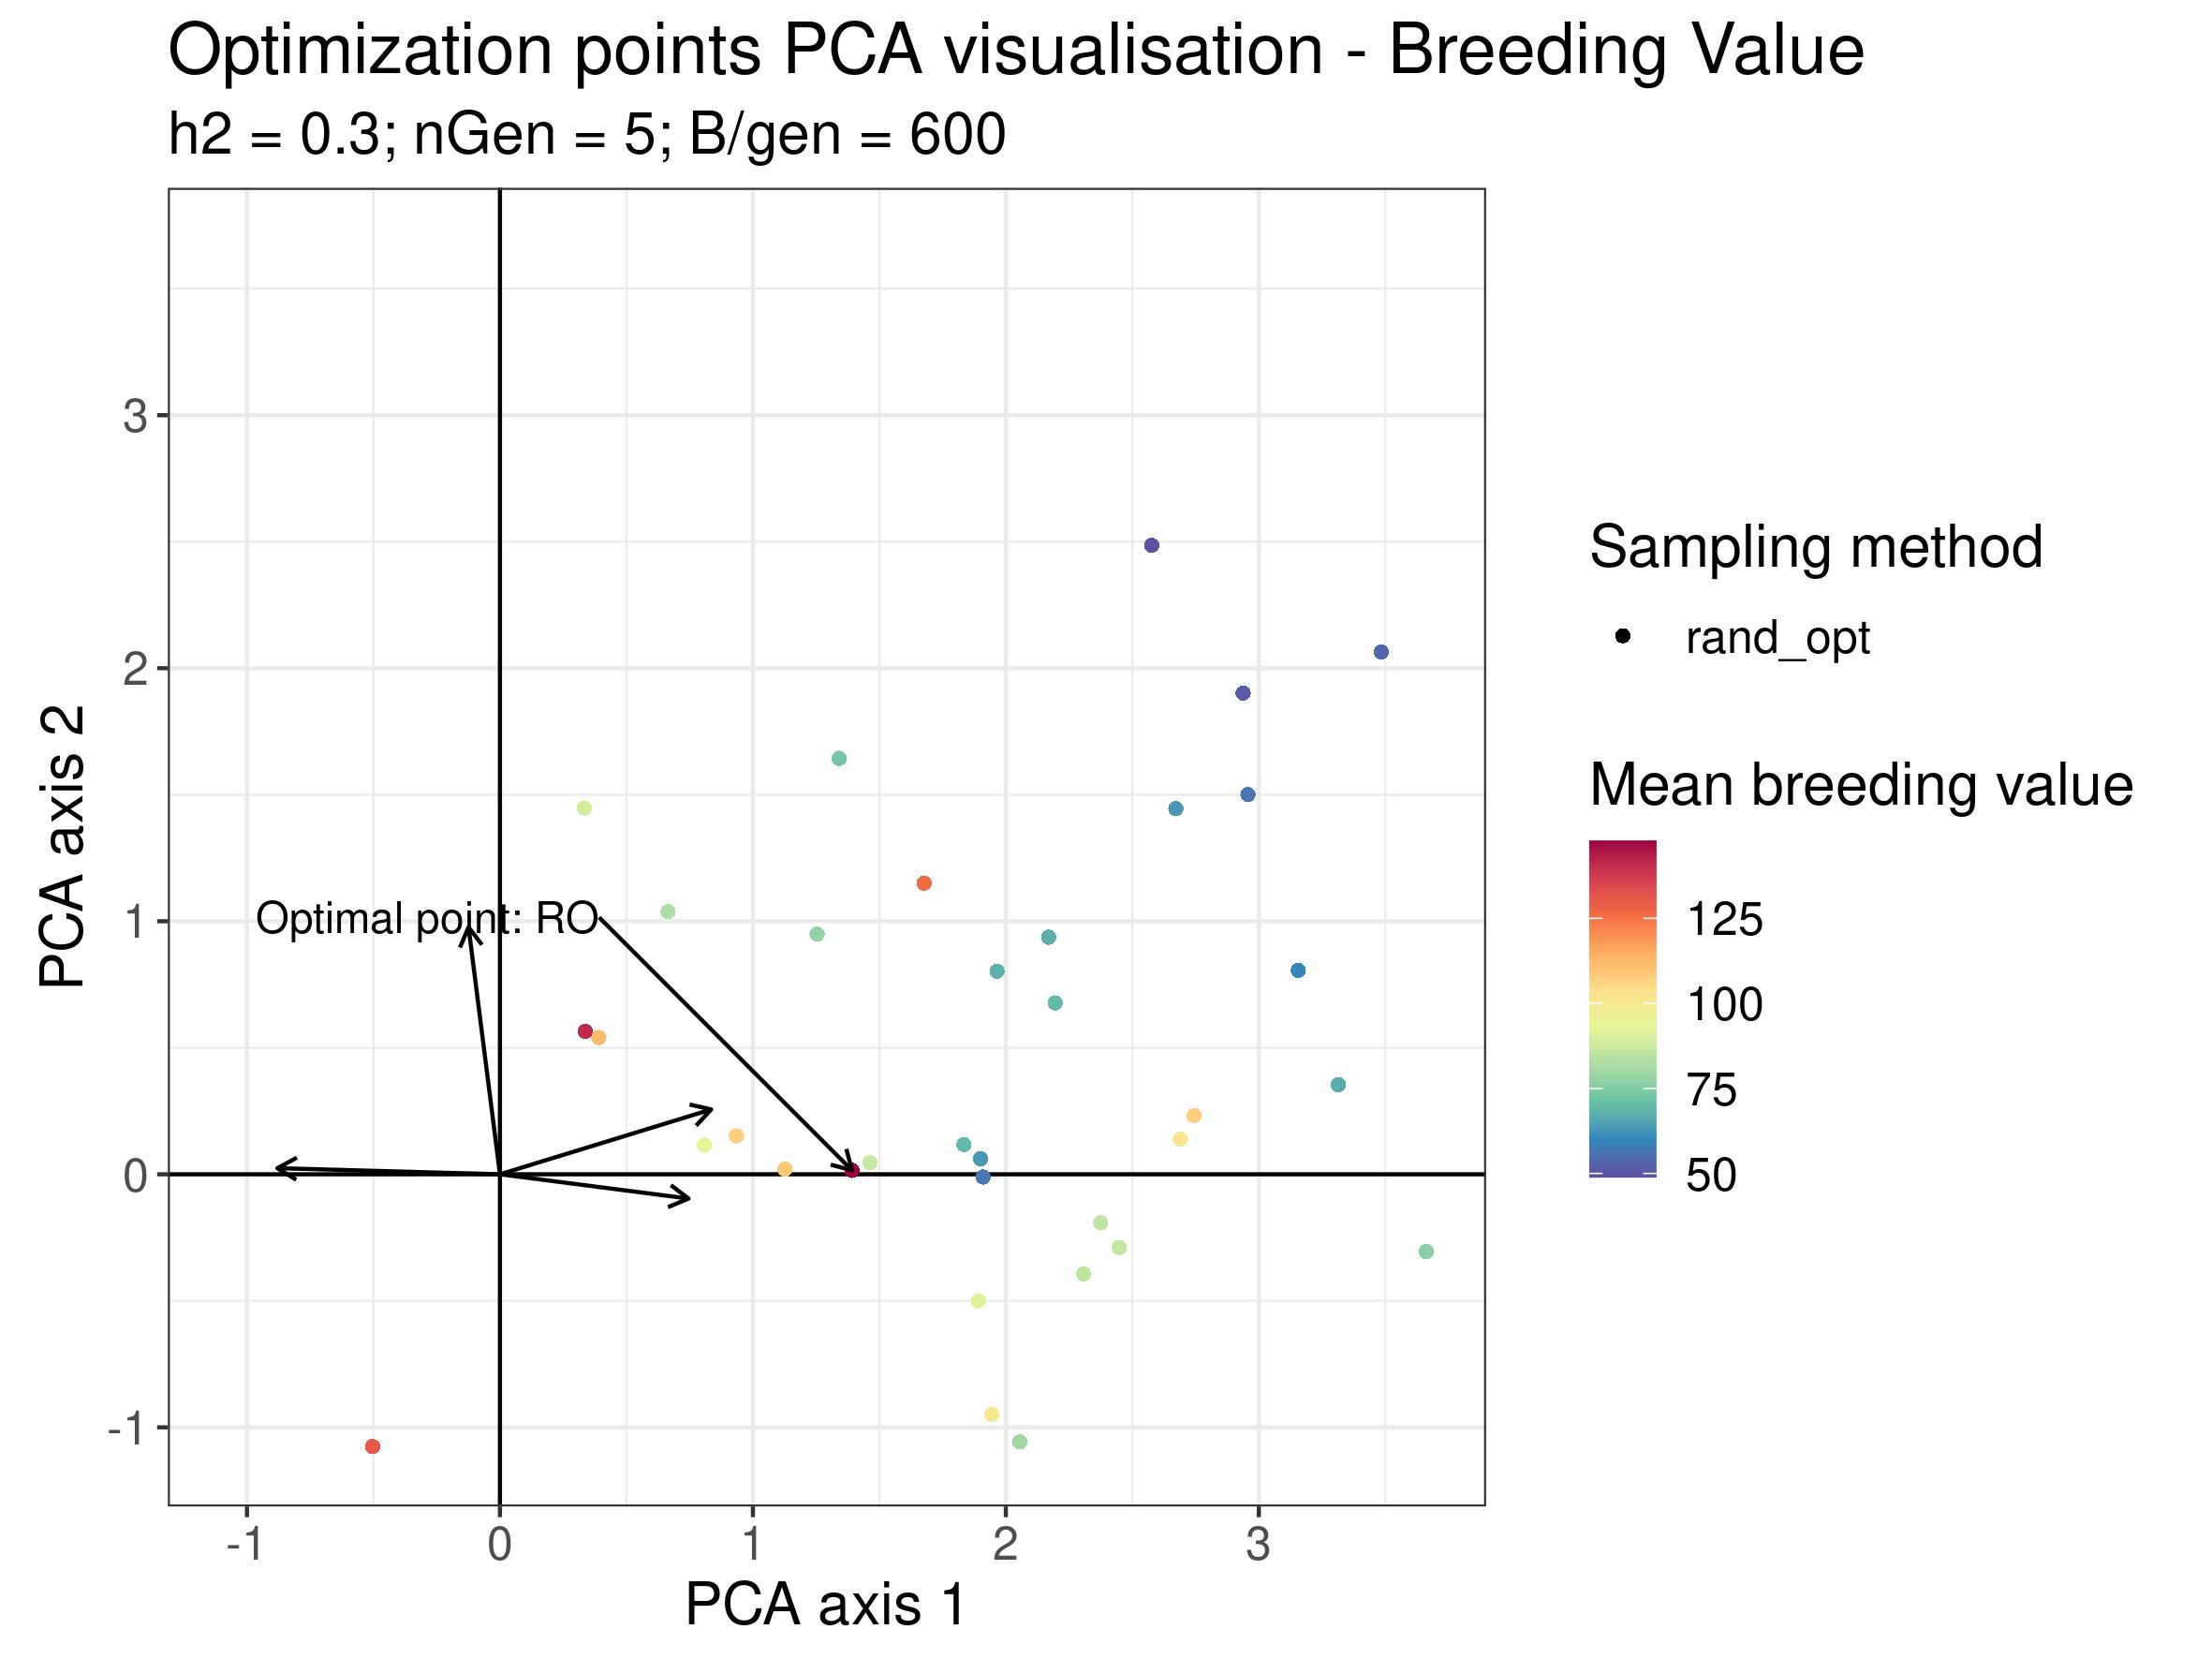 Optimization points PCA visualisation - Breeding Value
h2 = 0.3; nGen = 5; B/gen = 600
3
2
1
0
-1
PCA axis 2
Optimal point: RO
-1
0
1
2
3
PCA axis 1
Sampling method
rand_opt
Mean breeding value
125
100
75
50